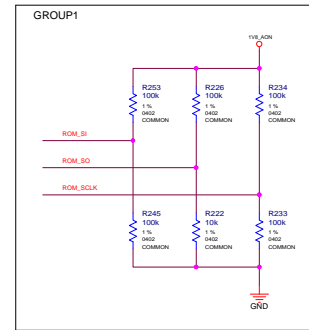 GROUP1
1V8_AON
R253
100k
1 %
0402
COMMON
R226
100k
1 %
0402
COMMON
R234
100k
1 %
0402
COMMON
ROM_SI
ROM_SO
ROM_SCLK
R245
100k
1 %
0402
COMMON
R222
10k
1 %
0402
COMMON
R233
100k
1 %
0402
COMMON
GND